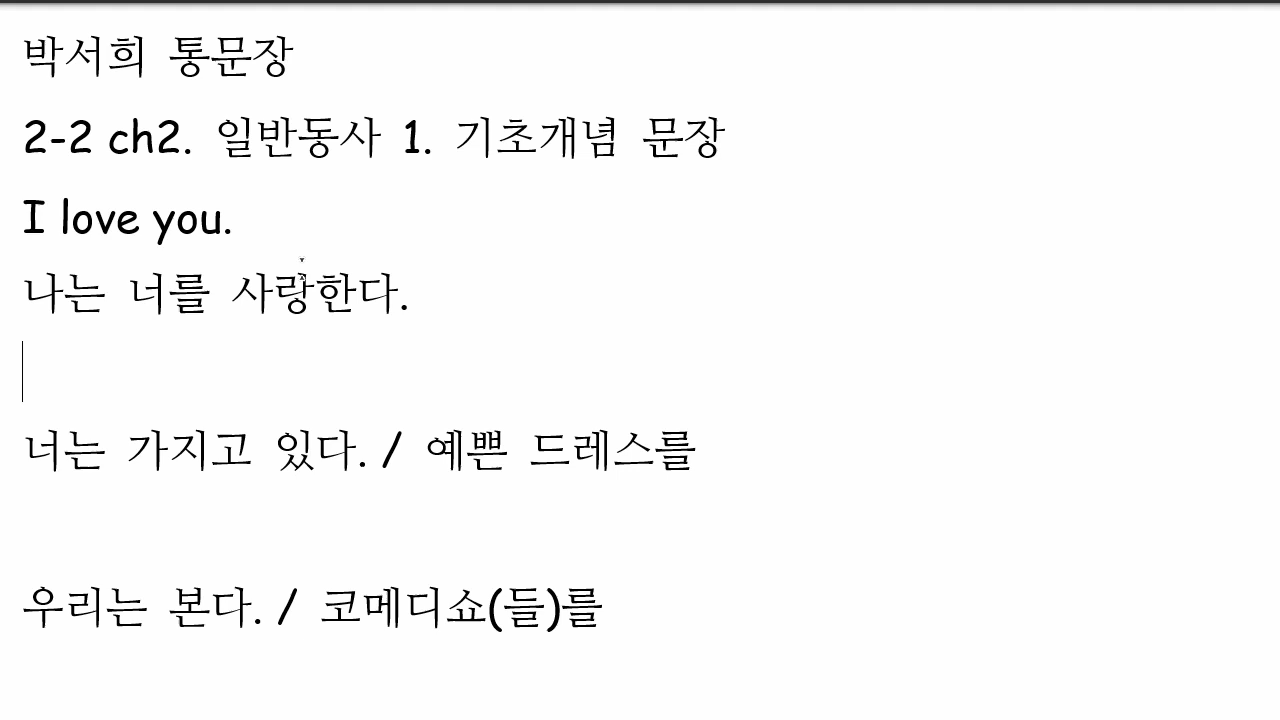 박서희 통문장
2-2 ch2. 일반동사 1. 기초개념 문장
I love you.
나는 너를 사랑한다.
너는 가지고 있다. / 예쁜 드레스를
우리는 본다. / 코메디쇼(들)를